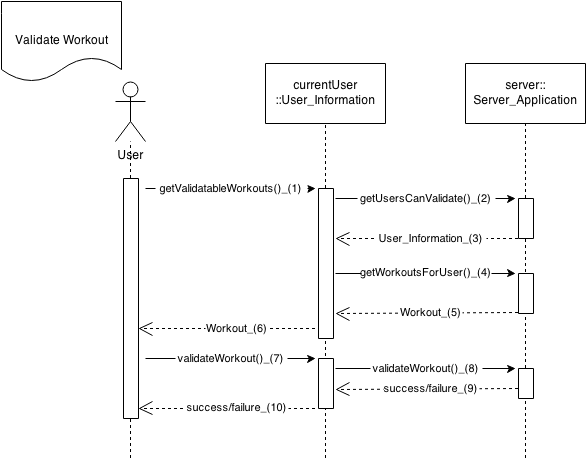 Validate Workout
currentUser
::User_Information
server::
Server_Application
User
getValidatableWorkouts()_(1)
getUsersCanValidate()_(2)
User_Information_(3)
getWorkoutsForUser()_(4)
Workout_(5)
Workout_(6)
validateWorkout()_(7)
validateWorkout()_(8)
success/failure_(9)
success/failure_(10)